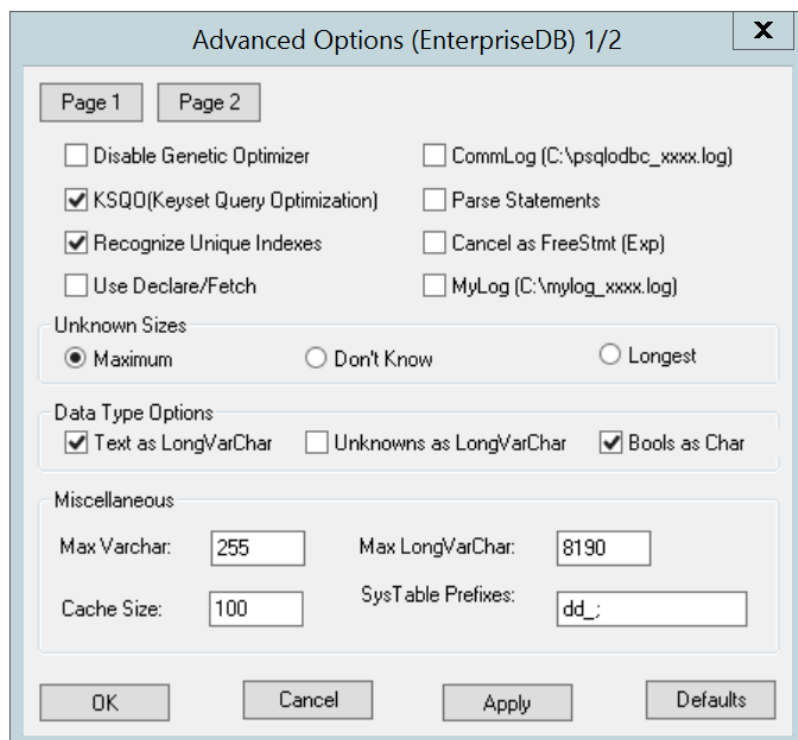 Advanced Options (EnterpriseDB) 1/2
X
Page 1 Page 2
Disable Genetic Optimizer CommLog (C:\psqlodbc_xxxx.log)
KSQO(Keyset Query Optimization) Parse Statements
Recognize Unique Indexes Cancel as FreeStmt (Exp)
Use Declare/Fetch MyLog (C:\mylog_xxxx.log)
Unknown Sizes
Maximum Don't Know Longest
Data Type Options
Text as LongVarChar Unknowns as LongVarChar Bools as Char
Miscellaneous
Max Varchar: 255 Max LongVarChar: 8190
Cache Size: 100 SysTable Prefixes: dd_;
OK Cancel Apply Defaults